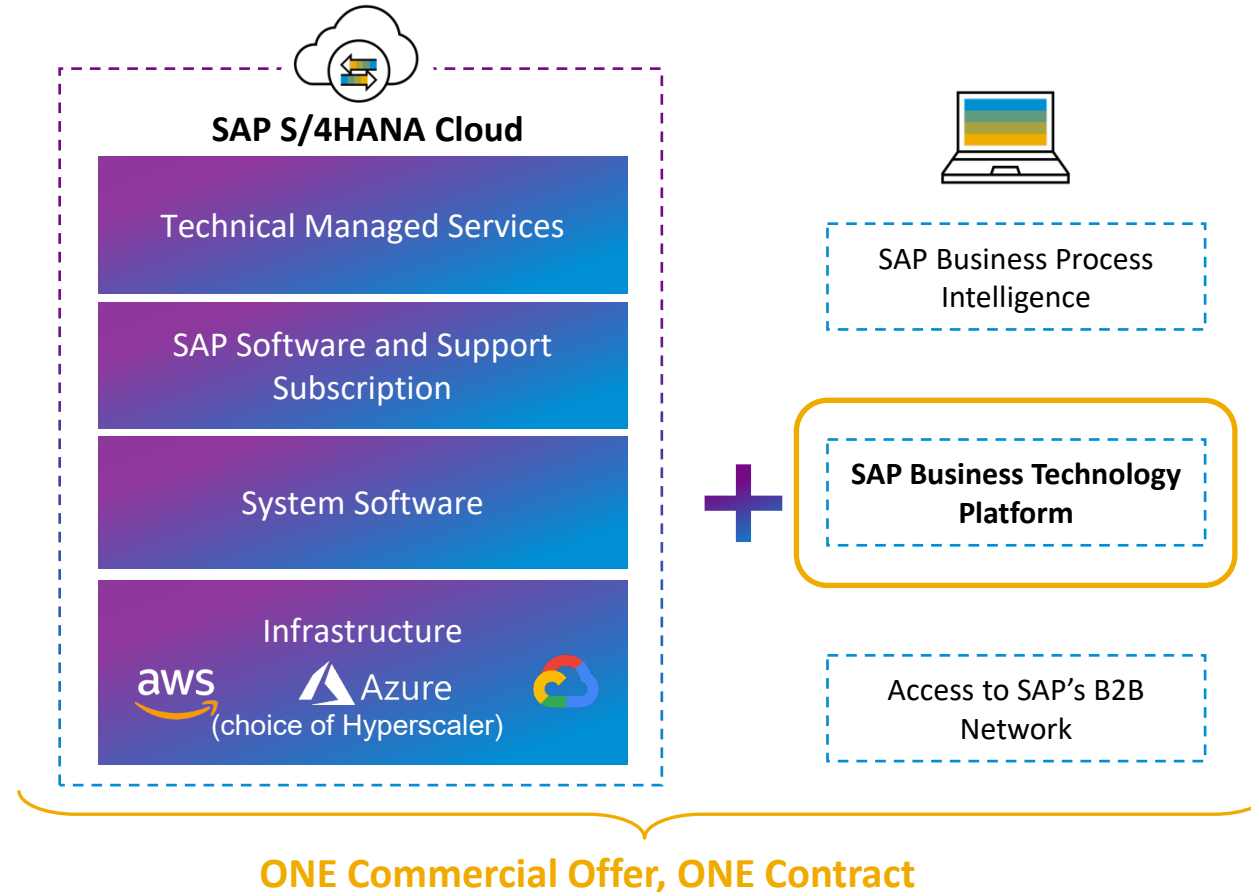 SAP S/4HANA Cloud
Technical Managed Services
SAP Software and Support
Subscription
System Software
Infrastructure
aws
Azure
(choice of Hyperscaler)
SAP Business Process
Intelligence
SAP Business Technology
Platform
Access to SAP’s B2B
Network
ONE Commercial Offer, ONE Contract